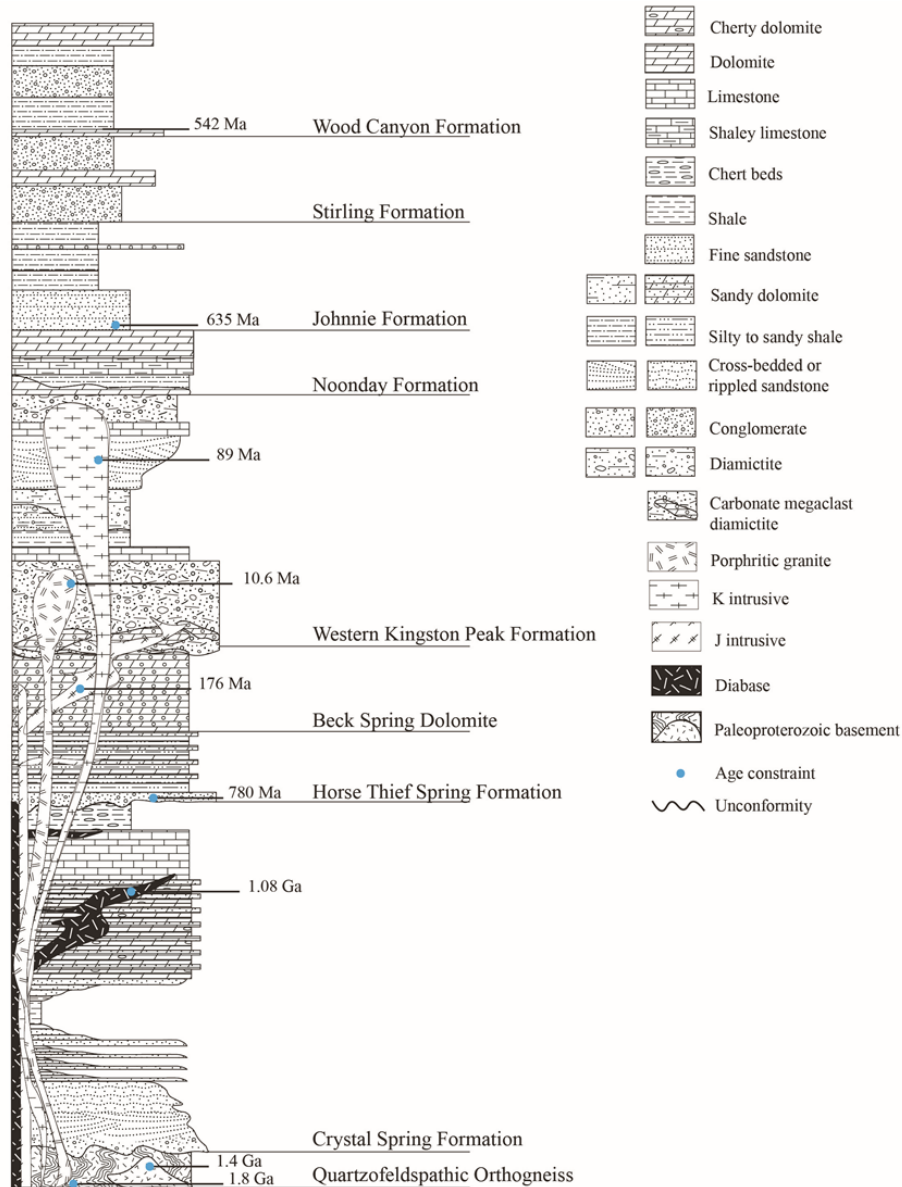 542 Ma
Wood Canyon Formation
Stirling Formation
635 Ma
Johnnie Formation
Noonday Formation
89 Ma
10.6 Ma
Western Kingston Peak Formation
176 Ma
Beck Spring Dolomite
780 Ma
Horse Thief Spring Formation
1.08 Ga
Crystal Spring Formation
1.4 Ga
1.8 Ga
Quartzofeldspathic Orthogneiss
Cherty dolomite
Dolomite
Limestone
Shaley limestone
Chert beds
Shale
Fine sandstone
Sandy dolomite
Silty to sandy shale
Cross-bedded or
rippled sandstone
Conglomerate
Diamictite
Carbonate megaclast
diamictite
Porphritic granite
K intrusive
J intrusive
Diabase
Paleoproterozoic basement
Age constraint
Unconformity